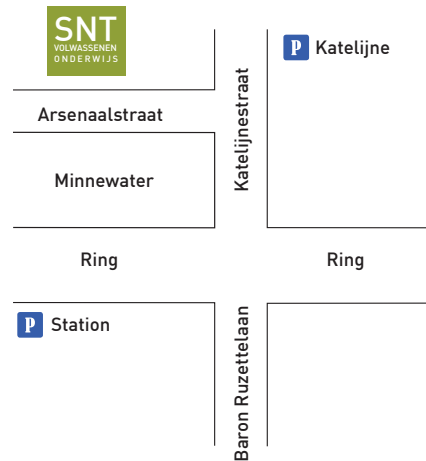 SNT
VOLWASSENEN
ONDERWIJS
P Katelijne
Arsenaalstraat
Katelijnestraat
Minnewater
Ring
Ring
P Station
Baron Ruzettelaan